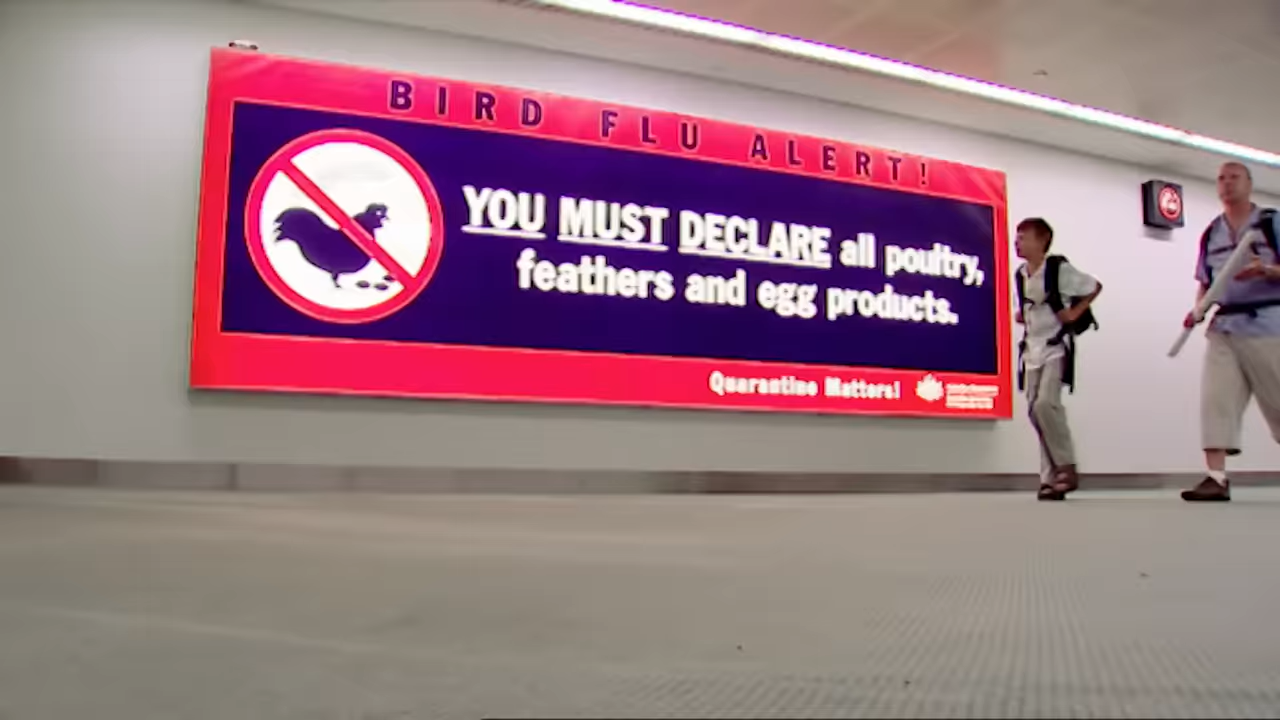 BIRD FLU ALERT!
YOU MUST DECLARE all poultry,
feathers and egg products.
Quarantine Matters!